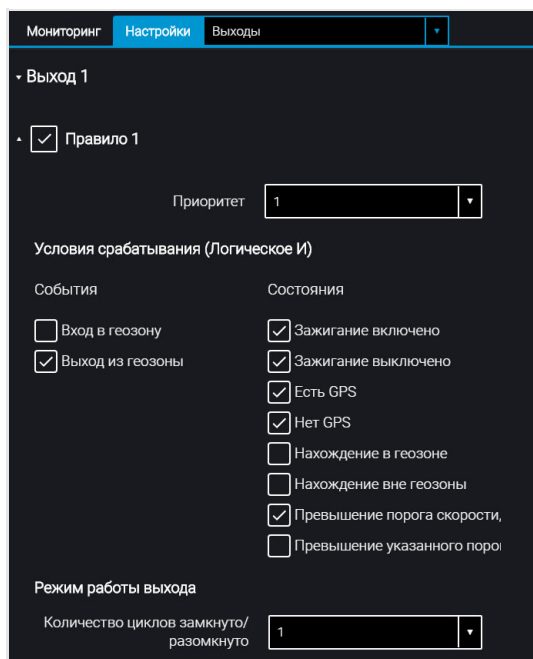 Мониторинг Настройки Выходы
Выход 1
Правило 1
Приоритет 1
Условия срабатывания (Логическое И)
События Состояния
Вход в геозону Зажигание включено
Выход из геозоны Зажигание выключено
Есть GPS
Нет GPS
Нахождение в геозоне
Нахождение вне геозоны
Превышение порога скорости,
Превышение указанного
Режим работы выхода
Количество циклов замкнуто/
разомкнуто 1